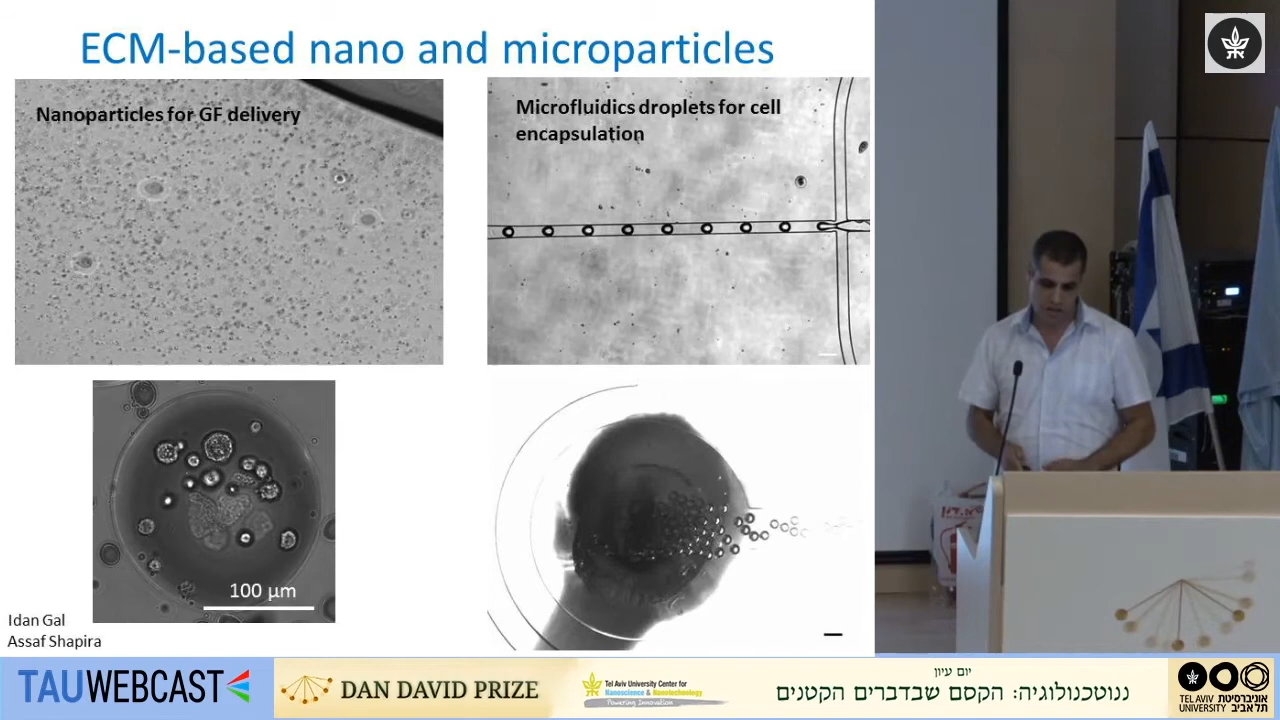 ECM-based nano and microparticles
Nanoparticles for GF delivery
Microfluidics droplets for cell
encapsulation
100 µm
Idan Gal
Assaf Shapira
TAUWEBCAST
DAN DAVID PRIZE
Tel Aviv University Center for
Nanoscience & Nanotechnology
Powering Innovation
יום עיון
ננוטכנולוגיה: הקסם שבדברים הקטנים
TEL AVIV אוניברסיטת
UNIVERSITY תל אביב